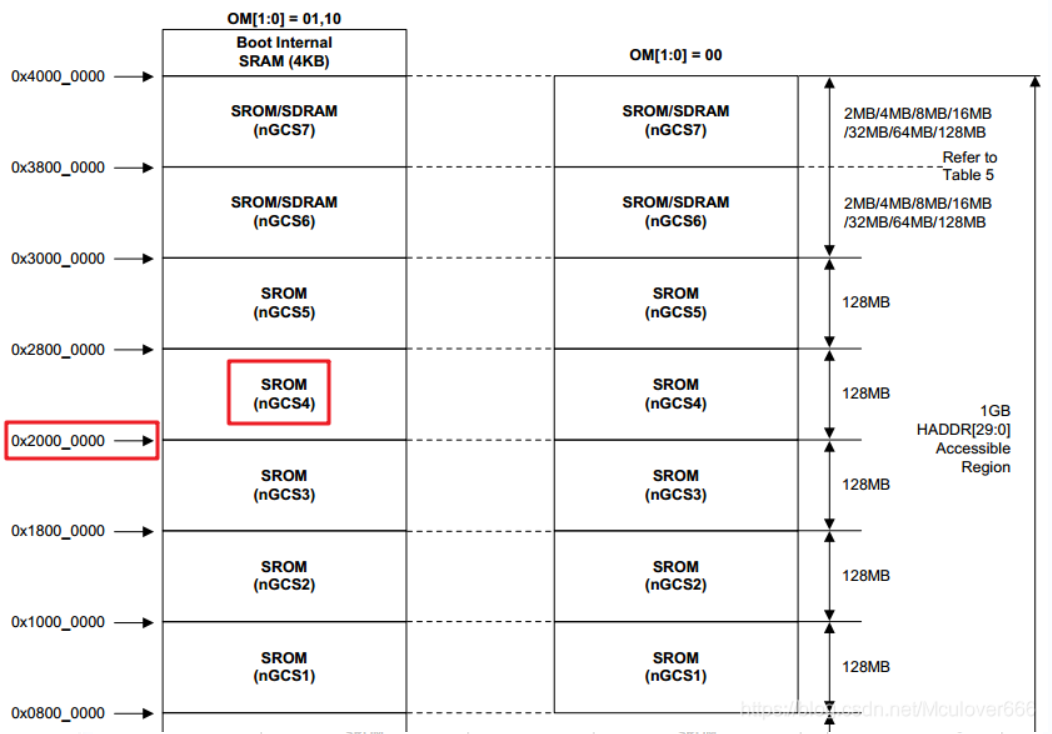 OM[1:0] = 01,10
Boot Internal
SRAM (4KB)
OM[1:0] = 00
0x4000_0000
SROM/SDRAM
(nGCS7)
SROM/SDRAM
(nGCS7)
2MB/4MB/8MB/16MB
/32MB/64MB/128MB
0x3800_0000
Refer to
Table 5
SROM/SDRAM
(nGCS6)
SROM/SDRAM
(nGCS6)
2MB/4MB/8MB/16MB
/32MB/64MB/128MB
0x3000_0000
SROM
(nGCS5)
SROM
(nGCS5)
128MB
0x2800_0000
SROM
(nGCS4)
SROM
(nGCS4)
128MB
1GB
HADDR[29:0]
Accessible
Region
0x2000_0000
SROM
(nGCS3)
SROM
(nGCS3)
128MB
0x1800_0000
SROM
(nGCS2)
SROM
(nGCS2)
128MB
0x1000_0000
SROM
(nGCS1)
SROM
(nGCS1)
128MB
0x0800_0000
https://blog.csdn.net/Mculover666